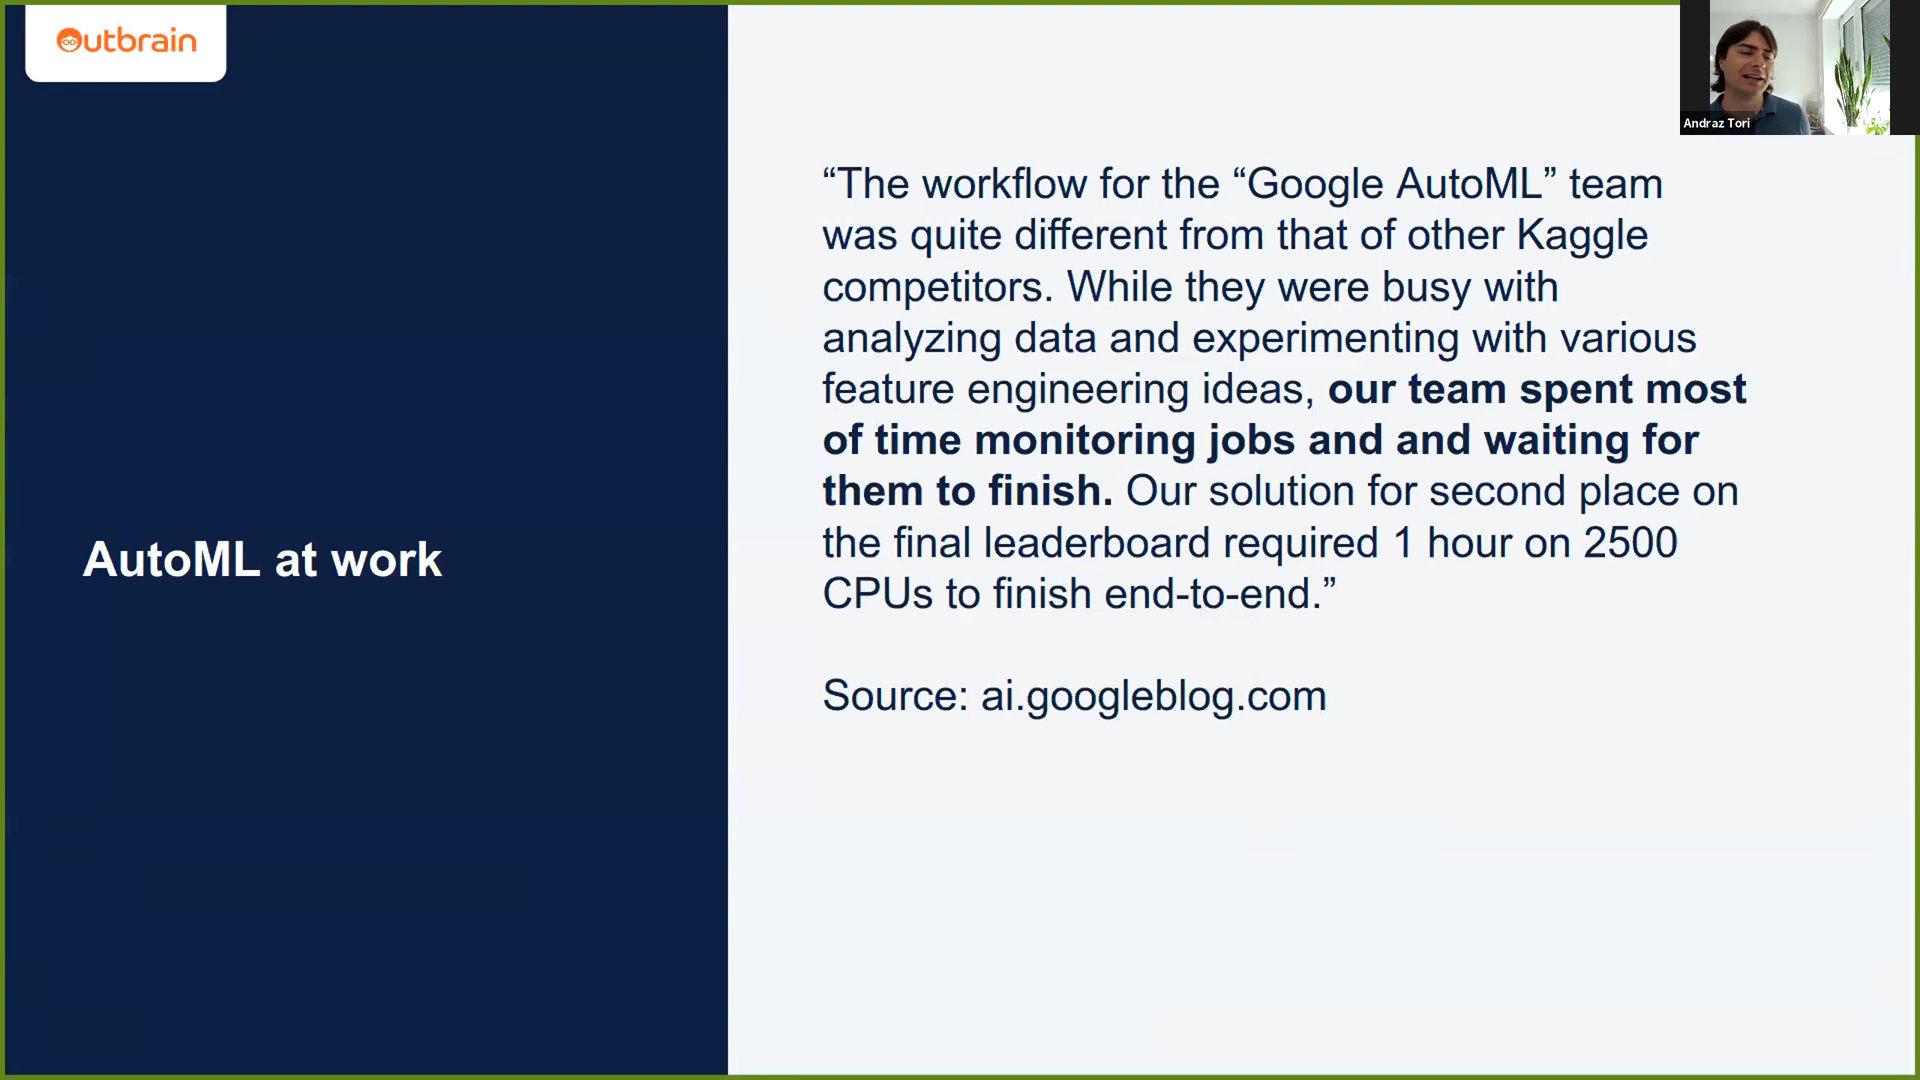 Outbrain
Andraz Tori
“The workflow for the “Google AutoML” team
was quite different from that of other Kaggle
competitors. While they were busy with
analyzing data and experimenting with various
feature engineering ideas, our team spent most
of time monitoring jobs and and waiting for
them to finish. Our solution for second place on
the final leaderboard required 1 hour on 2500
CPUs to finish end-to-end.”
Source: ai.googleblog.com
AutoML at work